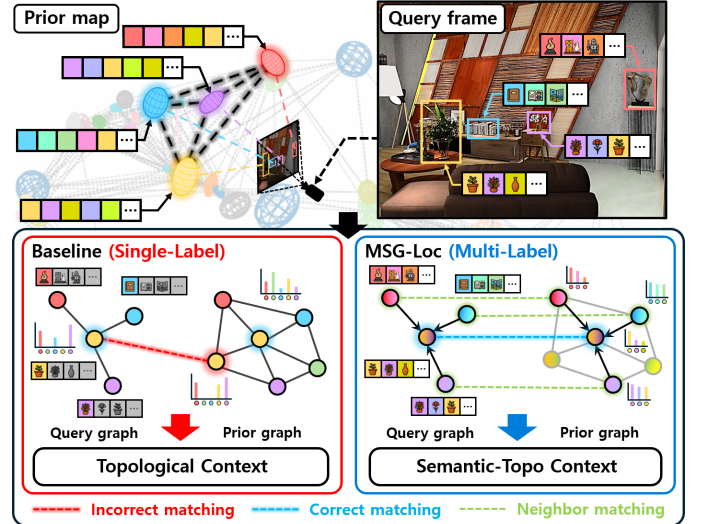 Prior map
Query frame
Baseline (Single-Label)
MSG-Loc (Multi-Label)
Query graph
Prior graph
Query graph
Prior graph
Topological Context
Semantic-Topo Context
Incorrect matching
Correct matching
Neighbor matching